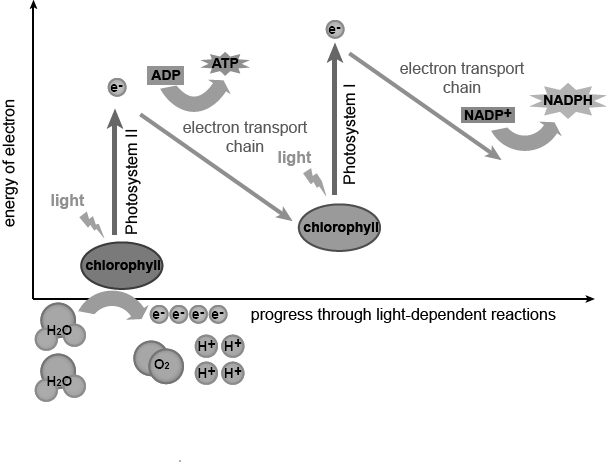 e-
ATP
ADP
electron transport
chain
NADPH
e-
NADP+
electron transport
chain
light
Photosystem I
Photosystem II
energy of electron
light
chlorophyll
chlorophyll
progress through light-dependent reactions
e- e- e- e-
H2O
H+ H+
O2
H+ H+
H2O